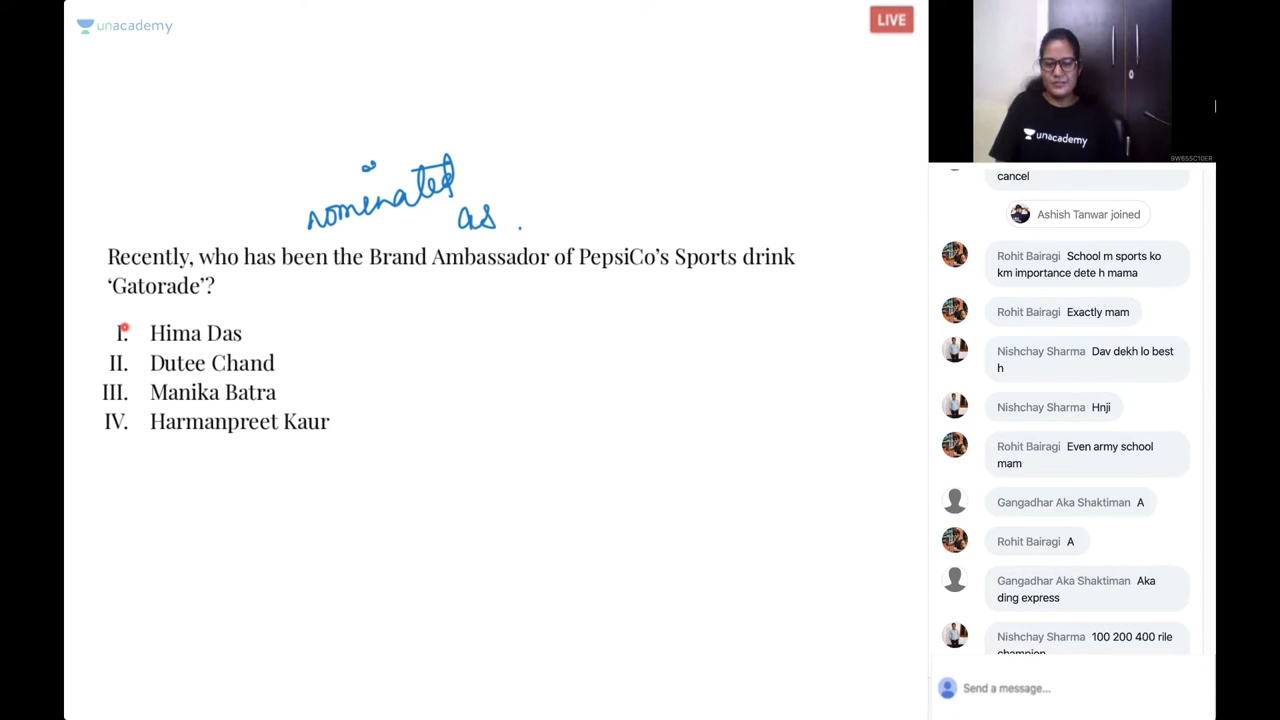 unacademy
LIVE
nominated
as .
Recently, who has been the Brand Ambassador of PepsiCo's Sports drink
'Gatorade'?
I. Hima Das
II. Dutee Chand
III. Manika Batra
IV. Harmanpreet Kaur
unacademy
9W655C10ER
cancel
Ashish Tanwar joined
Rohit Bairagi School m sports ko
km importance dete h mama
Rohit Bairagi Exactly mam
Nishchay Sharma Dav dekh lo best
h
Nishchay Sharma Hnji
Rohit Bairagi Even army school
mam
Gangadhar Aka Shaktiman A
Rohit Bairagi A
Gangadhar Aka Shaktiman Aka
ding express
Nishchay Sharma 100 200 400 rile
champion
Send a message...